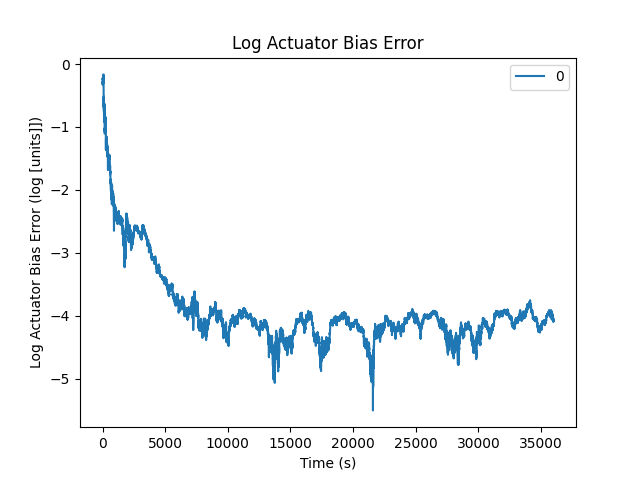 Log Actuator Bias Error
0
Log Actuator Bias Error (log [units]])
0
−1
−2
−3
−4
−5
0 5000 10000 15000 20000 25000 30000 35000
Time (s)